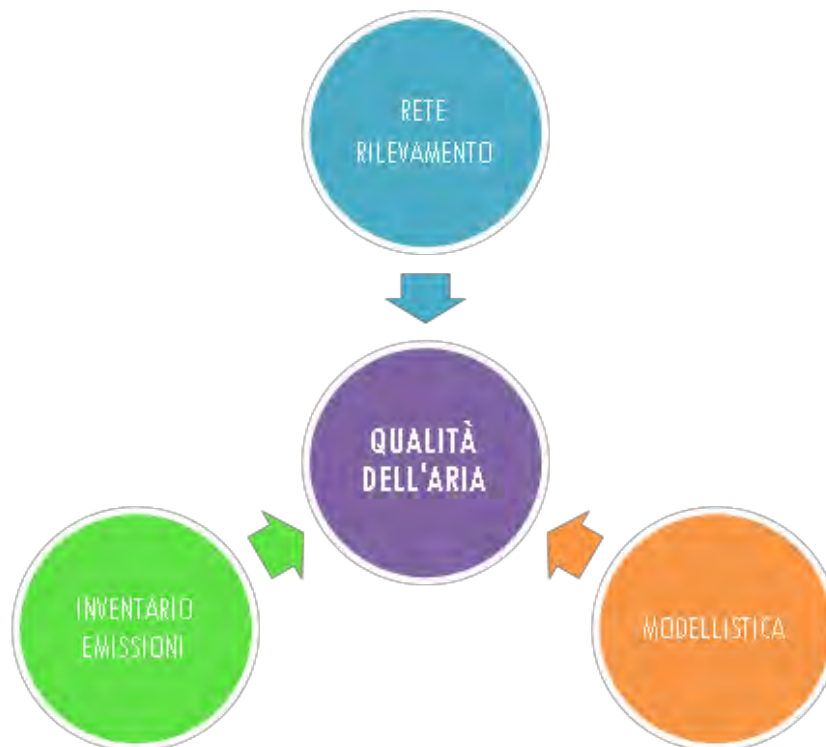 RETE
RILEVAMENTO
QUALITÀ
DELL'ARIA
INVENTARIO
EMISSIONI
MODELLISTICA